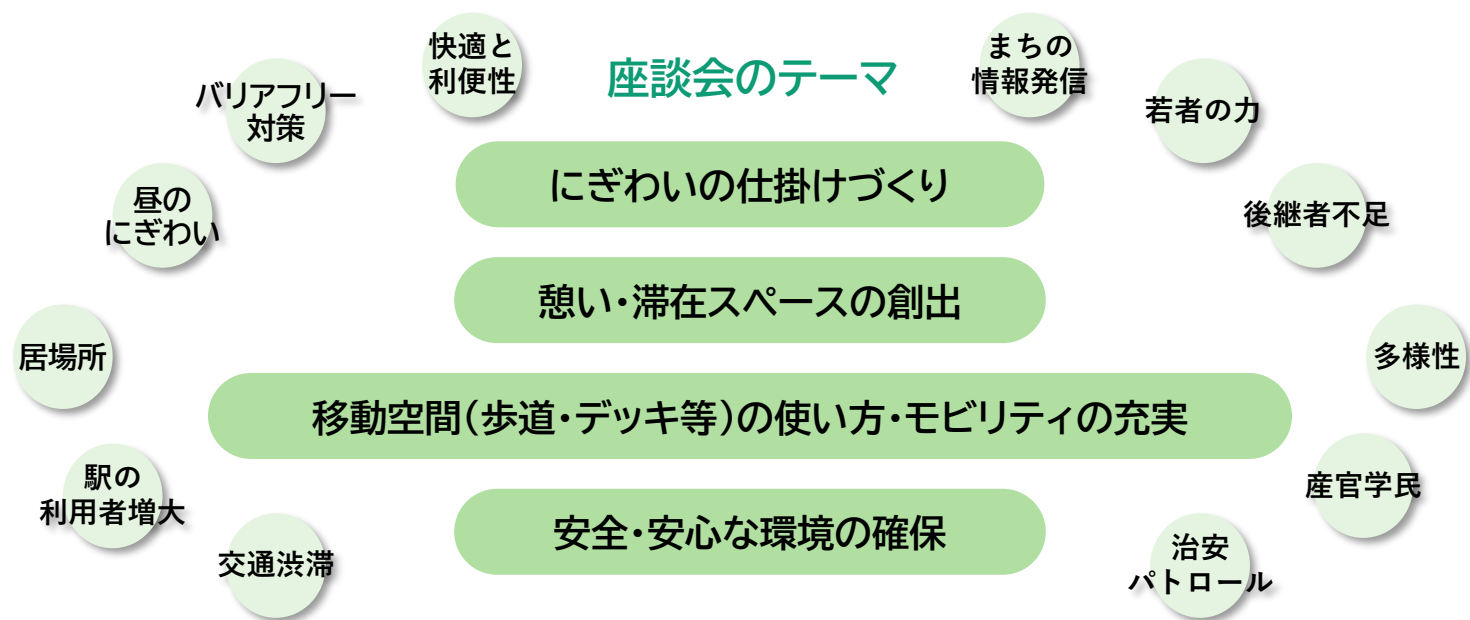 座談会のテーマ
快適と
利便性
まちの
情報発信
バリアフリー
対策
若者の力
にぎわいの仕掛けづくり
昼の
にぎわい
後継者不足
憩い・滞在スペースの創出
居場所
多様性
移動空間（歩道・デッキ等）の使い方・モビリティの充実
駅の
利用者増大
産官学民
安全・安心な環境の確保
交通渋滞
治安
パトロール